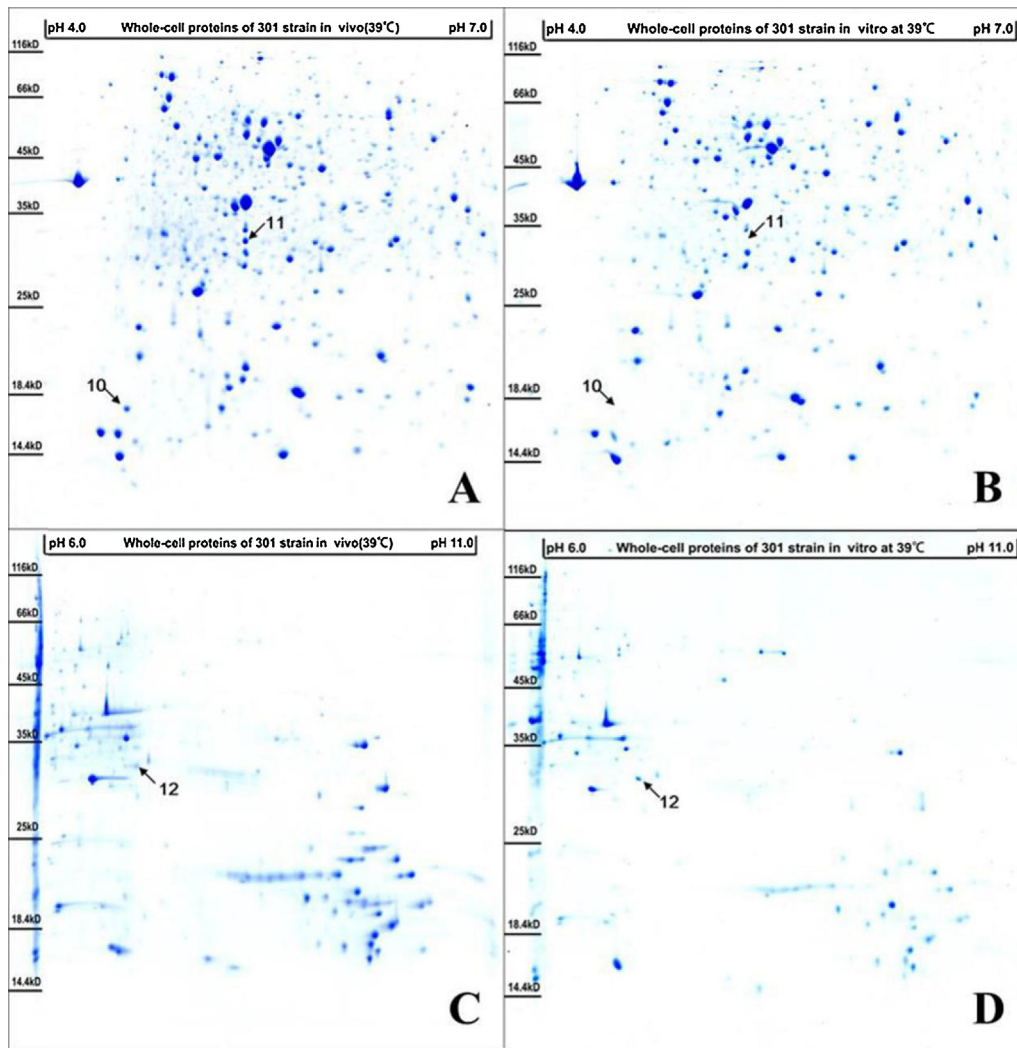 pH 4.0 Whole-cell proteins of 301 strain in vivo(39℃) pH 7.0
116kD
66kD
45kD
35kD
11
25kD
18.4kD
10
14.4kD
A
pH 4.0 Whole-cell proteins of 301 strain in vitro at 39℃ pH 7.0
116kD
66kD
45kD
35kD
11
25kD
18.4kD
10
14.4kD
B
pH 6.0 Whole-cell proteins of 301 strain in vivo(39℃) pH 11.0
116kD
66kD
45kD
35kD
12
25kD
18.4kD
14.4kD
C
pH 6.0 Whole-cell proteins of 301 strain in vitro at 39℃ pH 11.0
116kD
66kD
45kD
35kD
12
25kD
18.4kD
14.4kD
D